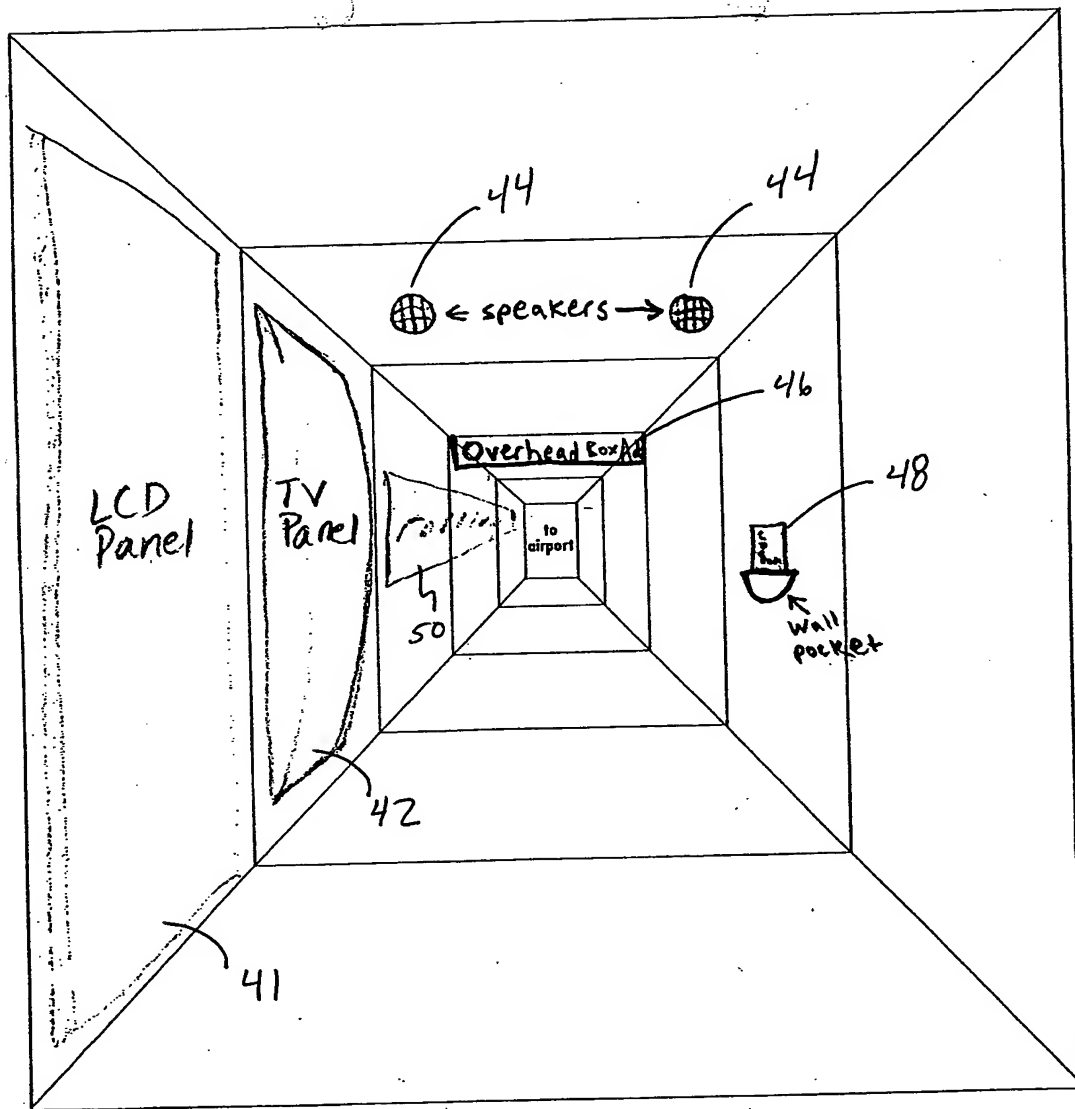 44
44
← speakers →
46
Overhead Box Ad
48
LCD
Panel
TV
Panel
to
airport
50
wall
pocket
42
41